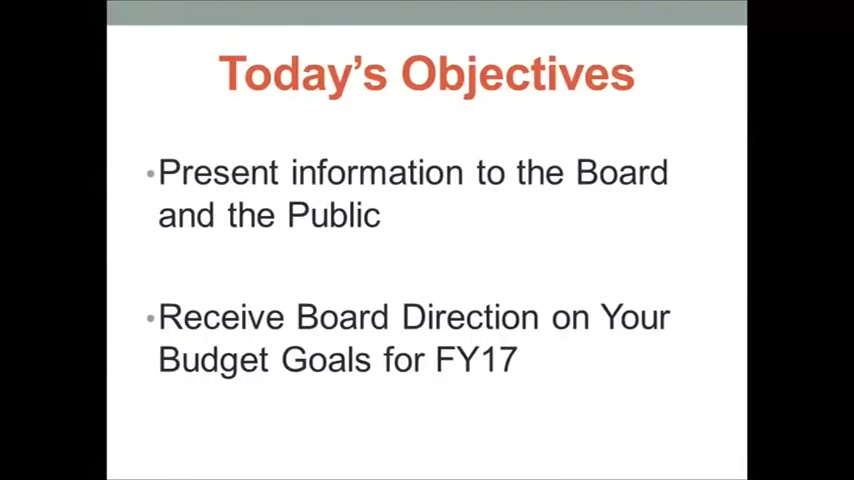 Today's Objectives
•Present information to the Board
and the Public
•Receive Board Direction on Your
Budget Goals for FY17